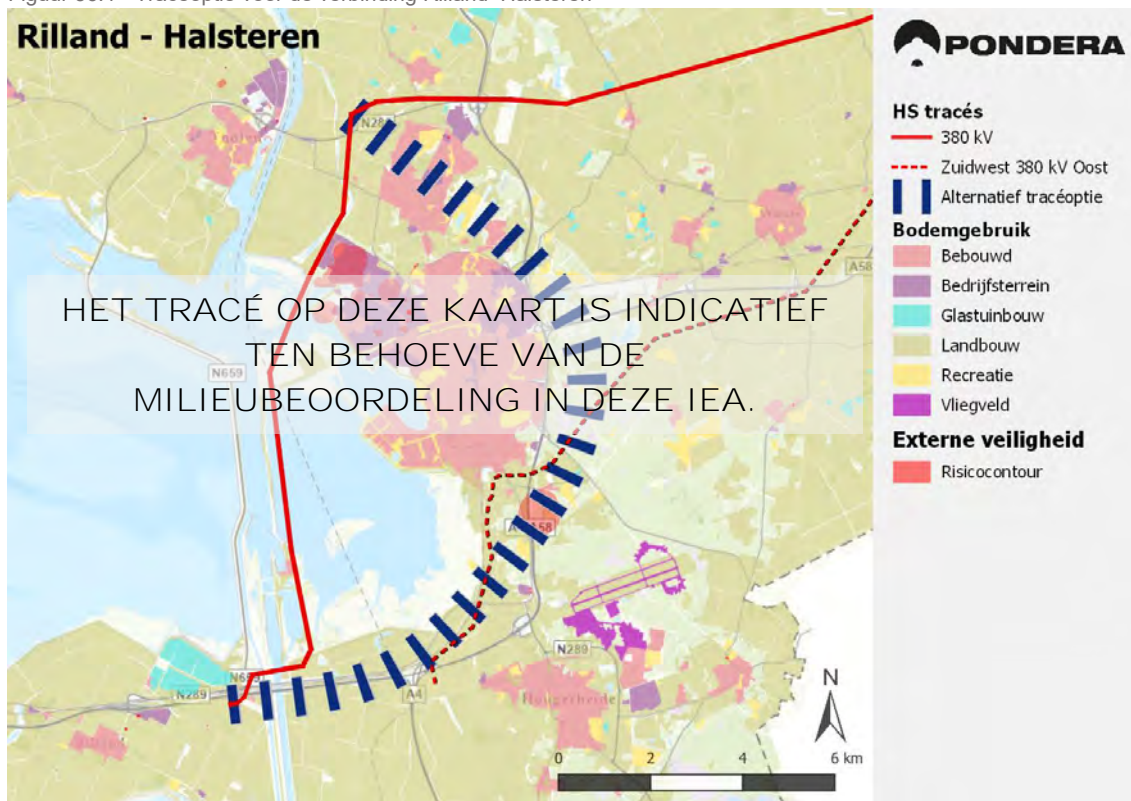 Rilland - Halsteren
PONDERA
HS tracés
380 kV
Zuidwest 380 kV Oost
Alternatief tracéoptie
Bodemgebruik
Bebouwd
Bedrijfsterrein
Glastuinbouw
Landbouw
Recreatie
Vliegveld
Externe veiligheid
Risicocontour
A58
HET TRACÉ OP DEZE KAART IS INDICATIEF
TEN BEHOEVE VAN DE
MILIEUBEOORDELING IN DEZE IEA.
N659
N289
N289
A4
N
0 2 4 6 km